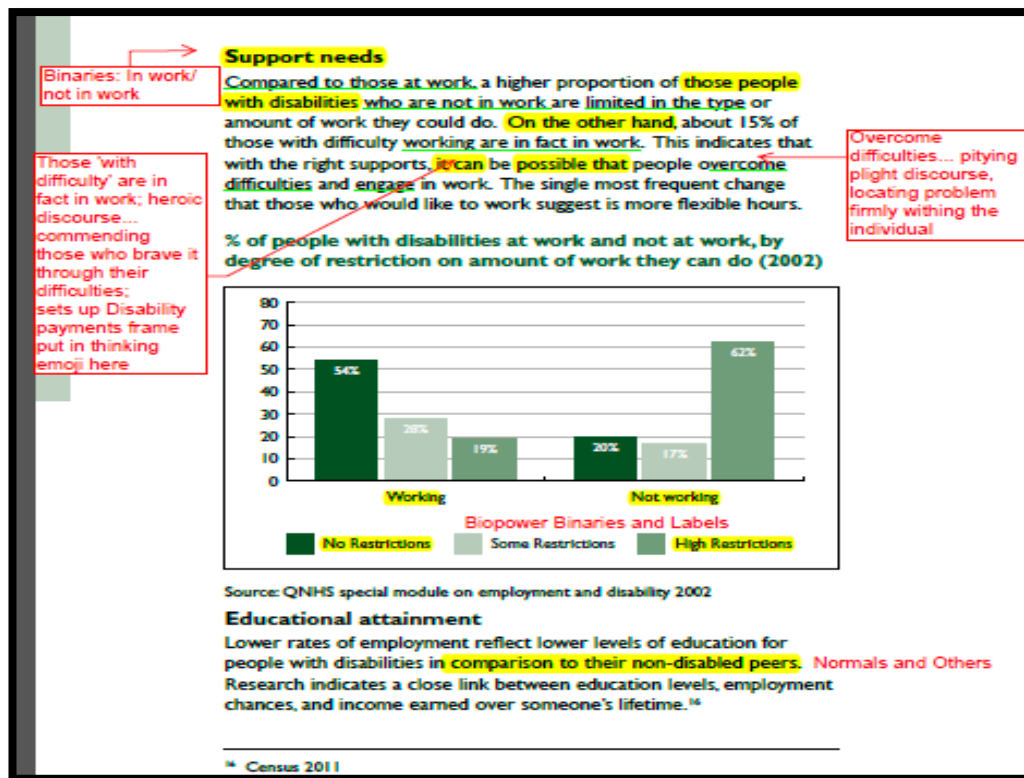 Support needs
Binaries: In work/
not in work
Compared to those at work, a higher proportion of those people
with disabilities who are not in work are limited in the type or
amount of work they could do. On the other hand, about 15% of
those with difficulty working are in fact in work. This indicates that
with the right supports, it can be possible that people overcome
difficulties and engage in work. The single most frequent change
that those who would like to work suggest is more flexible hours.
Overcome
difficulties... pitying
plight discourse,
locating problem
firmly withing the
individual
Those 'with
difficulty' are in
fact in work; heroic
discourse...
commending
those who brave it
through their
difficulties;
sets up Disability
payments frame
put in thinking
emoji here
% of people with disabilities at work and not at work, by
degree of restriction on amount of work they can do (2002)
80
70
60
50
40
30
20
10
0
54%
28%
19%
20%
17%
62%
Working
Not working
Biopower Binaries and Labels
No Restrictions
Some Restrictions
High Restrictions
Source: QNHS special module on employment and disability 2002
Educational attainment
Lower rates of employment reflect lower levels of education for
people with disabilities in comparison to their non-disabled peers. Normals and Others
Research indicates a close link between education levels, employment
chances, and income earned over someone's lifetime.¹⁶
¹⁶ Census 2011